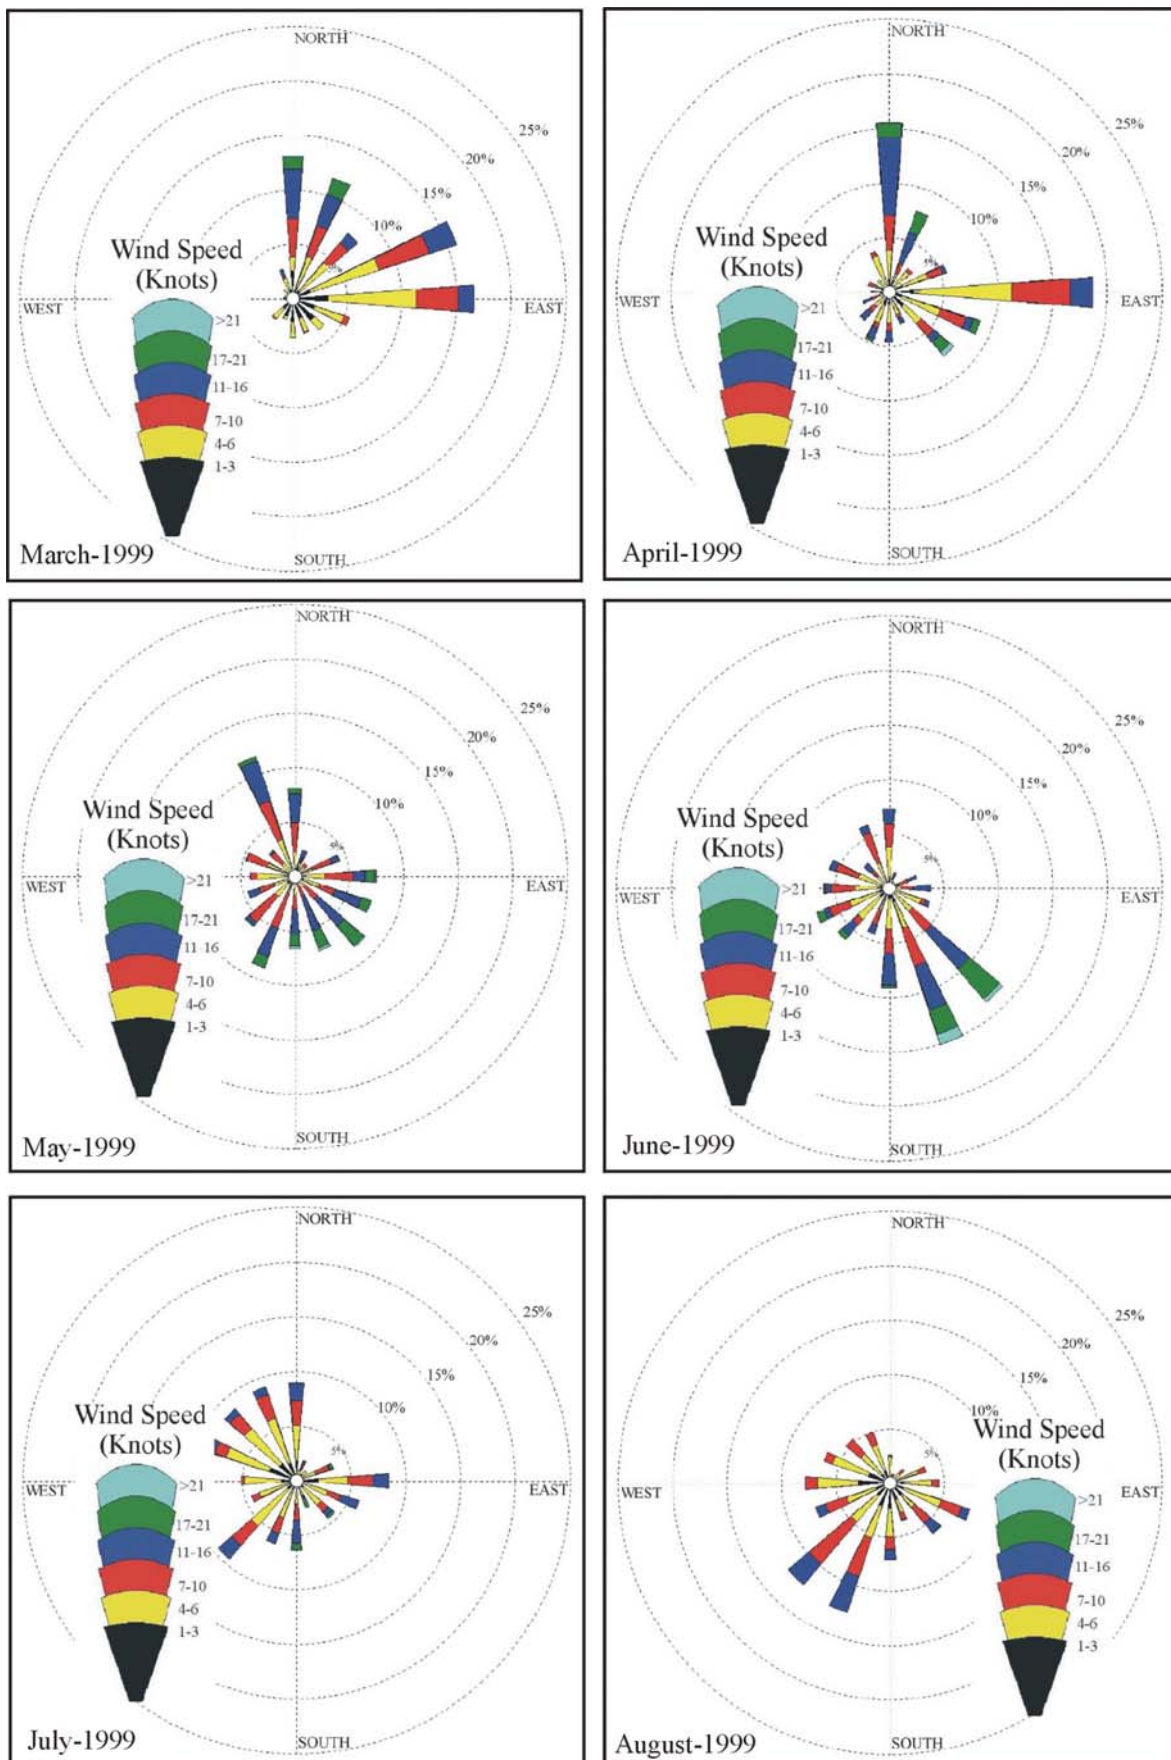 NORTH
25%
20%
15%
10%
5%
Wind Speed
(Knots)
WEST
EAST
>21
17-21
11-16
7-10
4-6
1-3
SOUTH
March-1999
NORTH
25%
20%
15%
10%
5%
Wind Speed
(Knots)
WEST
EAST
>21
17-21
11-16
7-10
4-6
1-3
SOUTH
April-1999
NORTH
25%
20%
15%
10%
5%
Wind Speed
(Knots)
WEST
EAST
>21
17-21
11-16
7-10
4-6
1-3
SOUTH
May-1999
NORTH
25%
20%
15%
10%
5%
Wind Speed
(Knots)
WEST
EAST
>21
17-21
11-16
7-10
4-6
1-3
SOUTH
June-1999
NORTH
25%
20%
15%
10%
5%
Wind Speed
(Knots)
WEST
EAST
>21
17-21
11-16
7-10
4-6
1-3
SOUTH
July-1999
NORTH
25%
20%
15%
10%
5%
Wind Speed
(Knots)
WEST
EAST
>21
17-21
11-16
7-10
4-6
1-3
SOUTH
August-1999